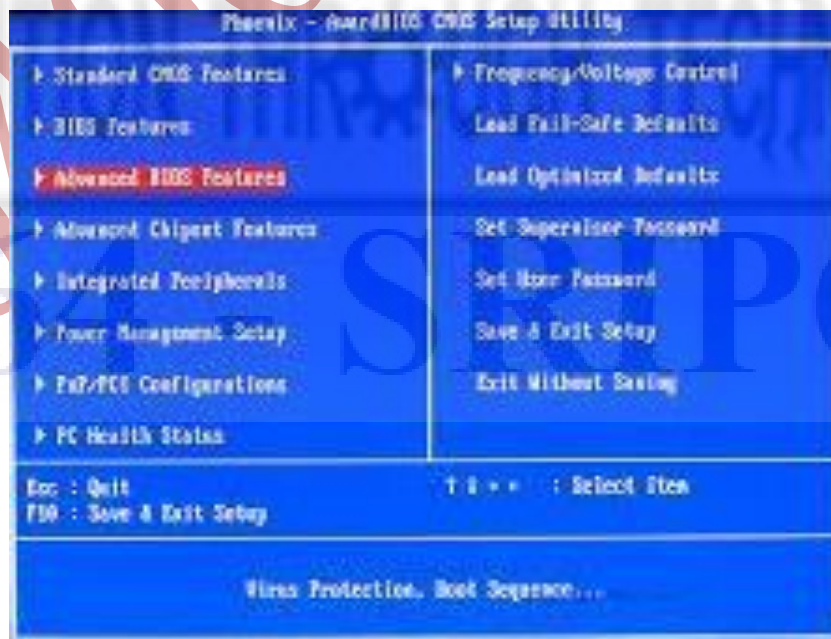 Phoenix - AwardBIOS CMOS Setup Utility
Standard CMOS Features
BIOS Features
Advanced BIOS Features
Advanced Chipset Features
Integrated Peripherals
Power Management Setup
PnP/PCI Configurations
PC Health Status
Frequency/Voltage Control
Load Fail-Safe Defaults
Load Optimized Defaults
Set Supervisor Password
Set User Password
Save & Exit Setup
Exit Without Saving
Esc : Quit
F10 : Save & Exit Setup
: Select Item
Virus Protection, Boot Sequence...
4 - SRIP